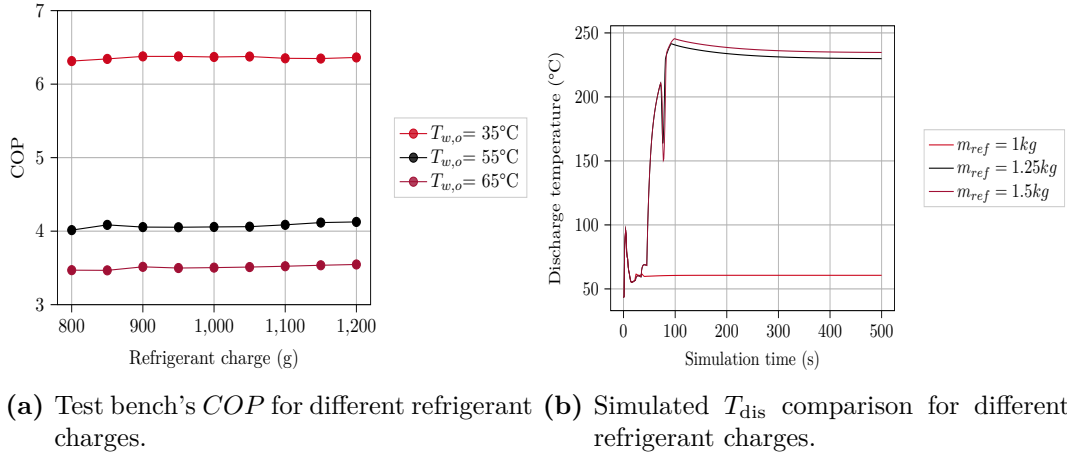 7
6
5
4
3
COP
800
900
1,000
1,100
1,200
Refrigerant charge (g)
T_{w,o}= 35°C
T_{w,o}= 55°C
T_{w,o}= 65°C
250
200
150
100
50
Discharge temperature (°C)
0
100
200
300
400
500
Simulation time (s)
m_{ref} = 1kg
m_{ref} = 1.25kg
m_{ref} = 1.5kg
(a) Test bench's COP for different refrigerant
charges.
(b) Simulated T_{dis} comparison for different
refrigerant charges.